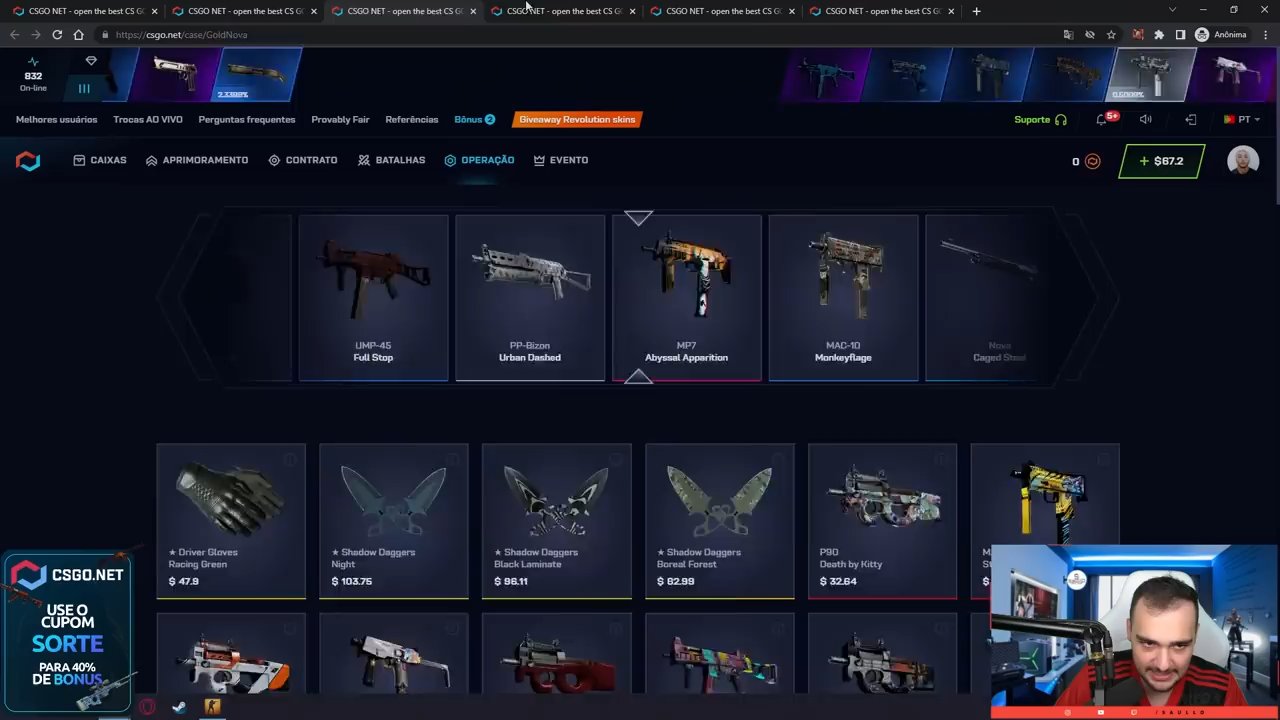 CSGO NET - open the best CS G
CSGO NET - open the best CS G
CSGO NET - open the best CS G
CSGO NET - open the best CS G
CSGO NET - open the best CS G
CSGO NET - open the best CS G
https://csgo.net/case/GoldNova
Anônima
832
On-line
Melhores usuários
Trocas AO VIVO
Perguntas frequentes
Provably Fair
Referências
Bônus 2
Giveaway Revolution skins
Suporte
5+
PT
CAIXAS
APRIMORAMENTO
CONTRATO
BATALHAS
OPERAÇÃO
EVENTO
0
+ $67.2
UMP-45
Full Stop
PP-Bizon
Urban Dashed
MP7
Abyssal Apparition
MAC-10
Monkeyflage
Nova
Caged Steel
★ Driver Gloves
Racing Green
$ 47.9
★ Shadow Daggers
Night
$ 103.75
★ Shadow Daggers
Black Laminate
$ 96.11
★ Shadow Daggers
Boreal Forest
$ 82.99
P90
Death by Kitty
$ 32.64
CSGO.NET
USE O
CUPOM
SORTE
PARA 40%
DE BONUS
/SAULLO